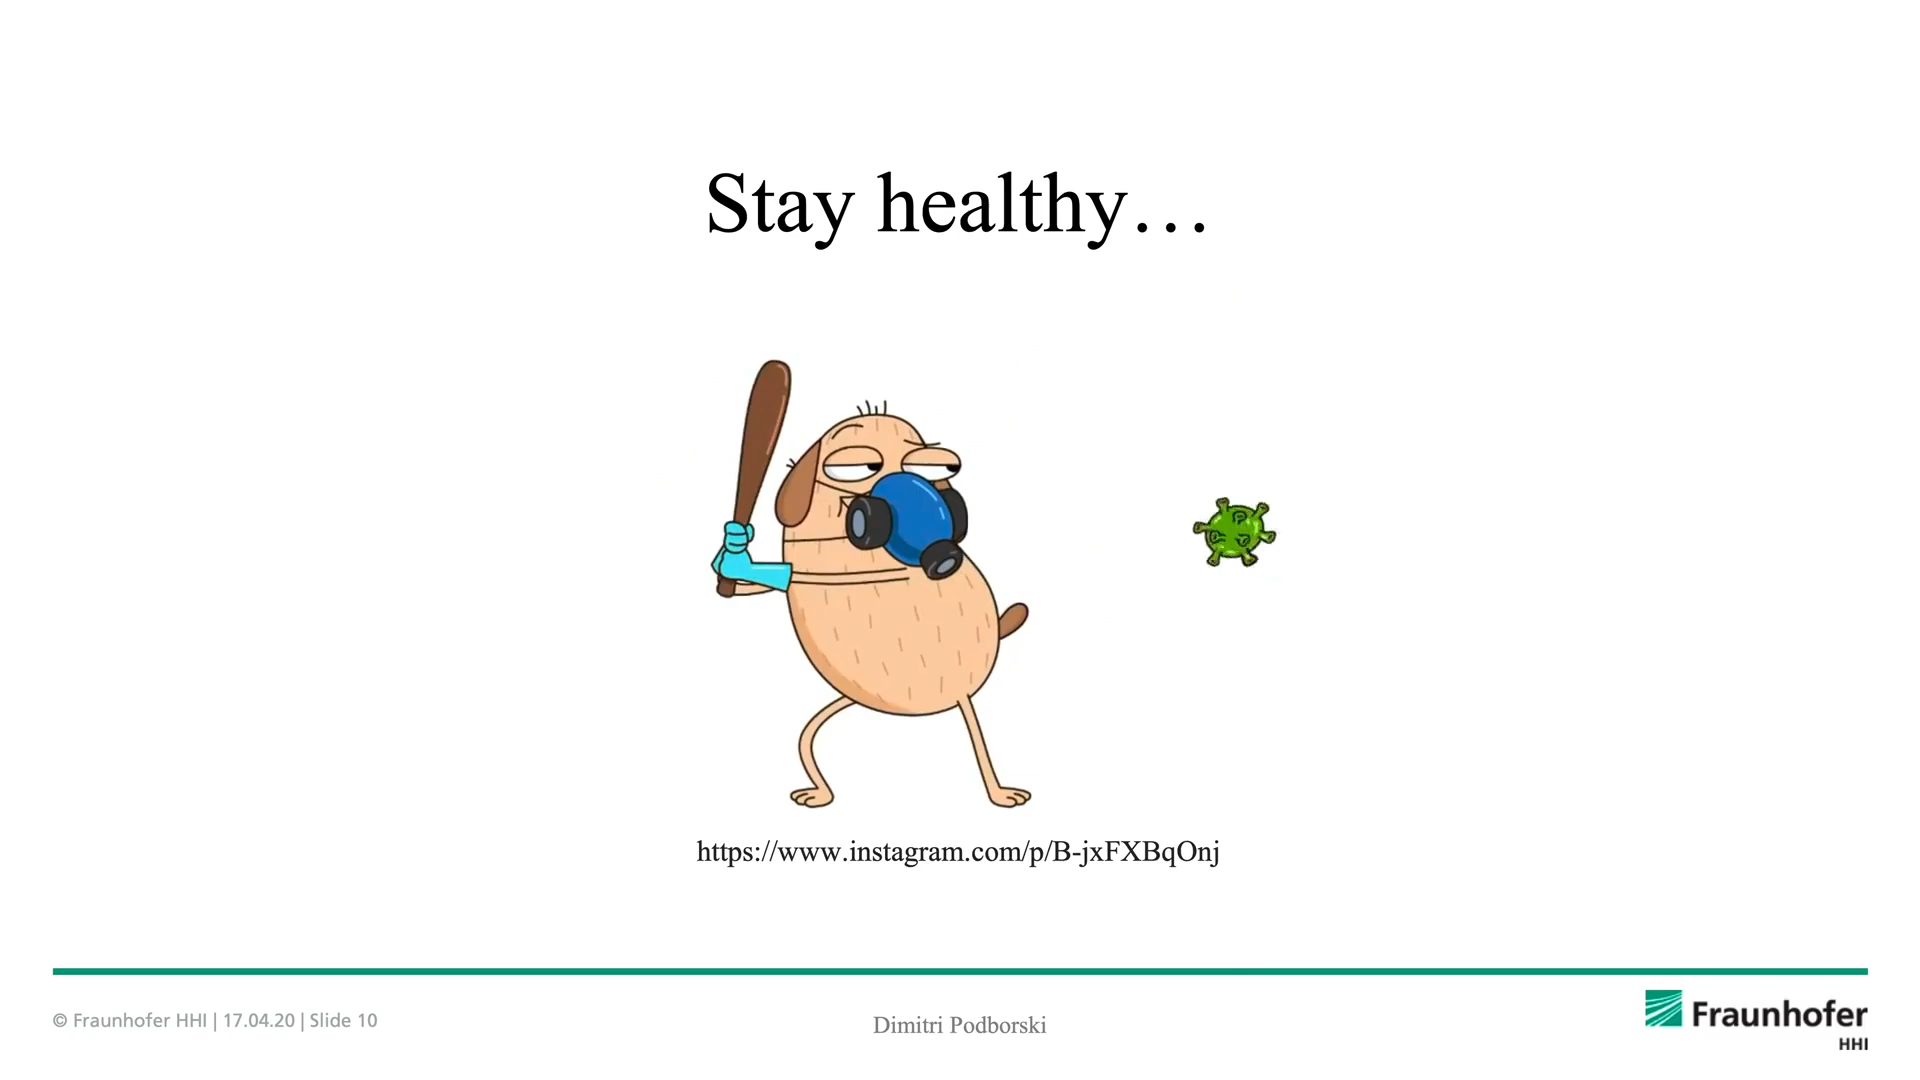 Stay healthy…
https://www.instagram.com/p/B-jxFXBqOnj
© Fraunhofer HHI | 17.04.20 | Slide 10
Dimitri Podborski
Fraunhofer
HHI